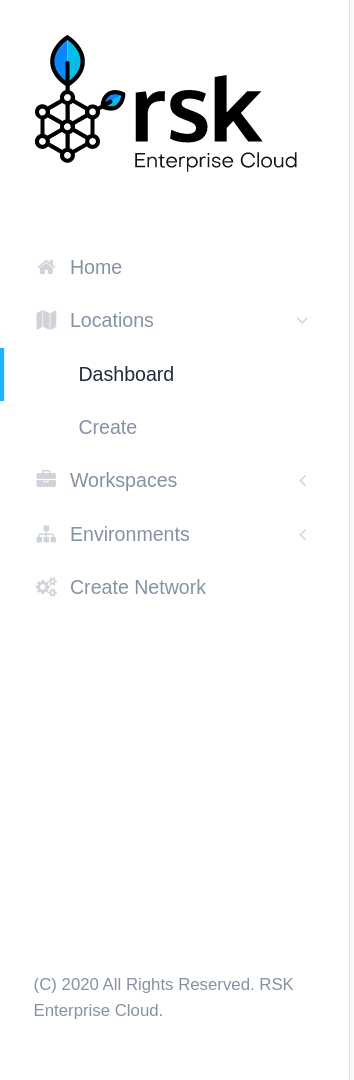 rsk
Enterprise Cloud
Home
Locations
Dashboard
Create
Workspaces
Environments
Create Network
(C) 2020 All Rights Reserved. RSK
Enterprise Cloud.